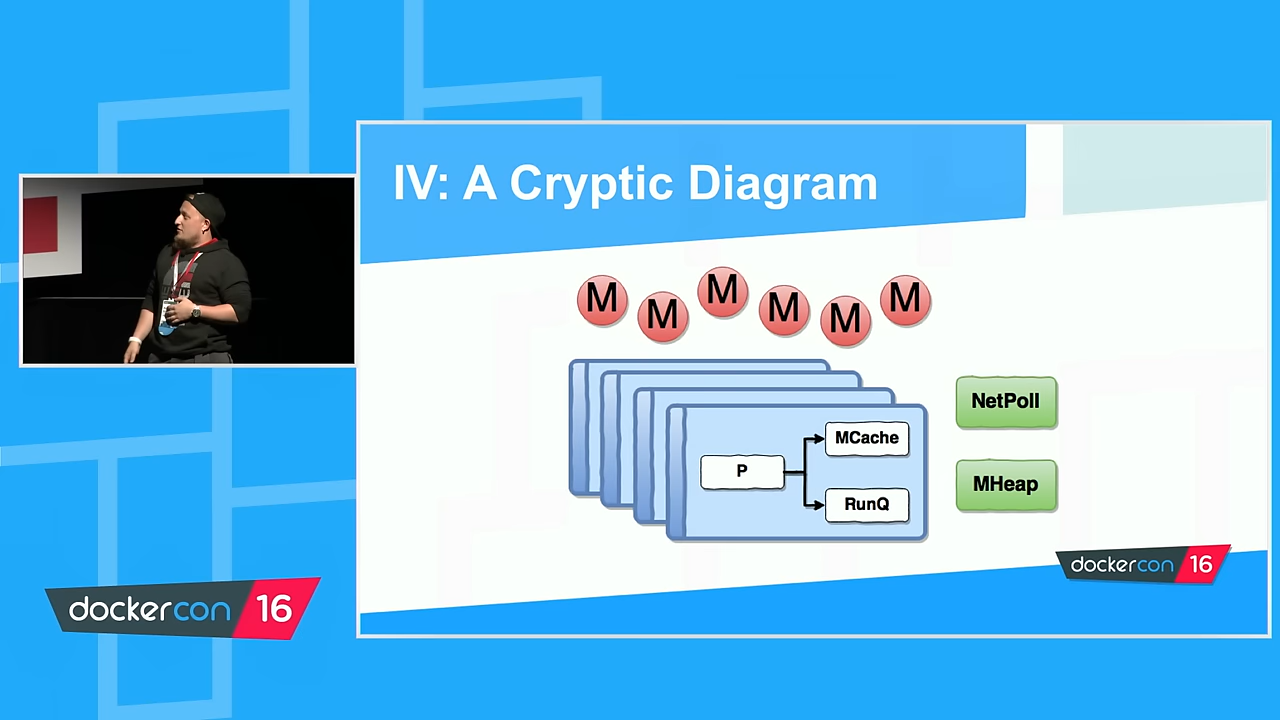 IV: A Cryptic Diagram
M M M M M M
NetPoll
MCache
P
MHeap
RunQ
dockercon 16
dockercon 16